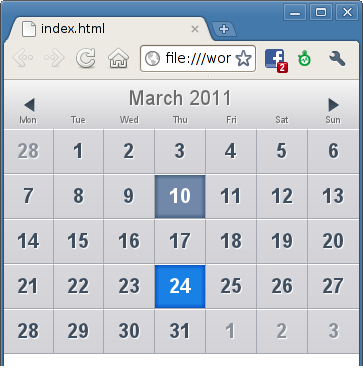 index.html
file:///wor
2
March 2011
Mon Tue Wed Thu Fri Sat Sun
28 1 2 3 4 5 6
7 8 9 10 11 12 13
14 15 16 17 18 19 20
21 22 23 24 25 26 27
28 29 30 31 1 2 3